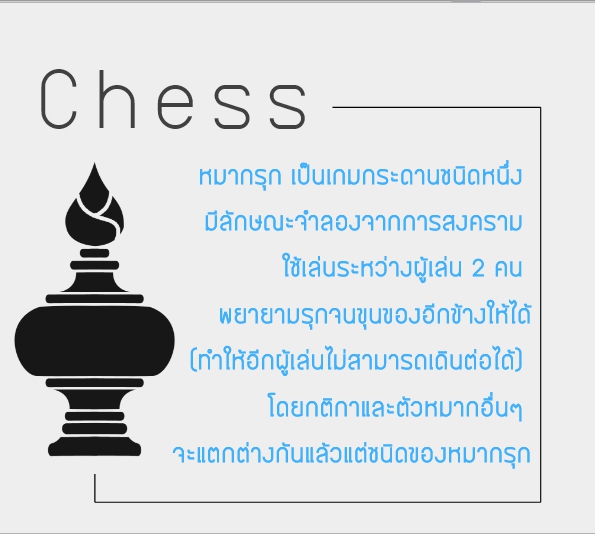 Chess
หมากรุก เป็นเกมกระดานชนิดหนึ่ง
มีลักษณะจำลองจากการสงคราม
ใช้เล่นระหว่างผู้เล่น 2 คน
พยายามรุกจนขุนของอีกข้างให้ได้
(ทำให้อีกผู้เล่นไม่สามารถเดินต่อได้)
โดยกติกาและตัวหมากอื่นๆ
จะแตกต่างกันแล้วแต่ชนิดของหมากรุก